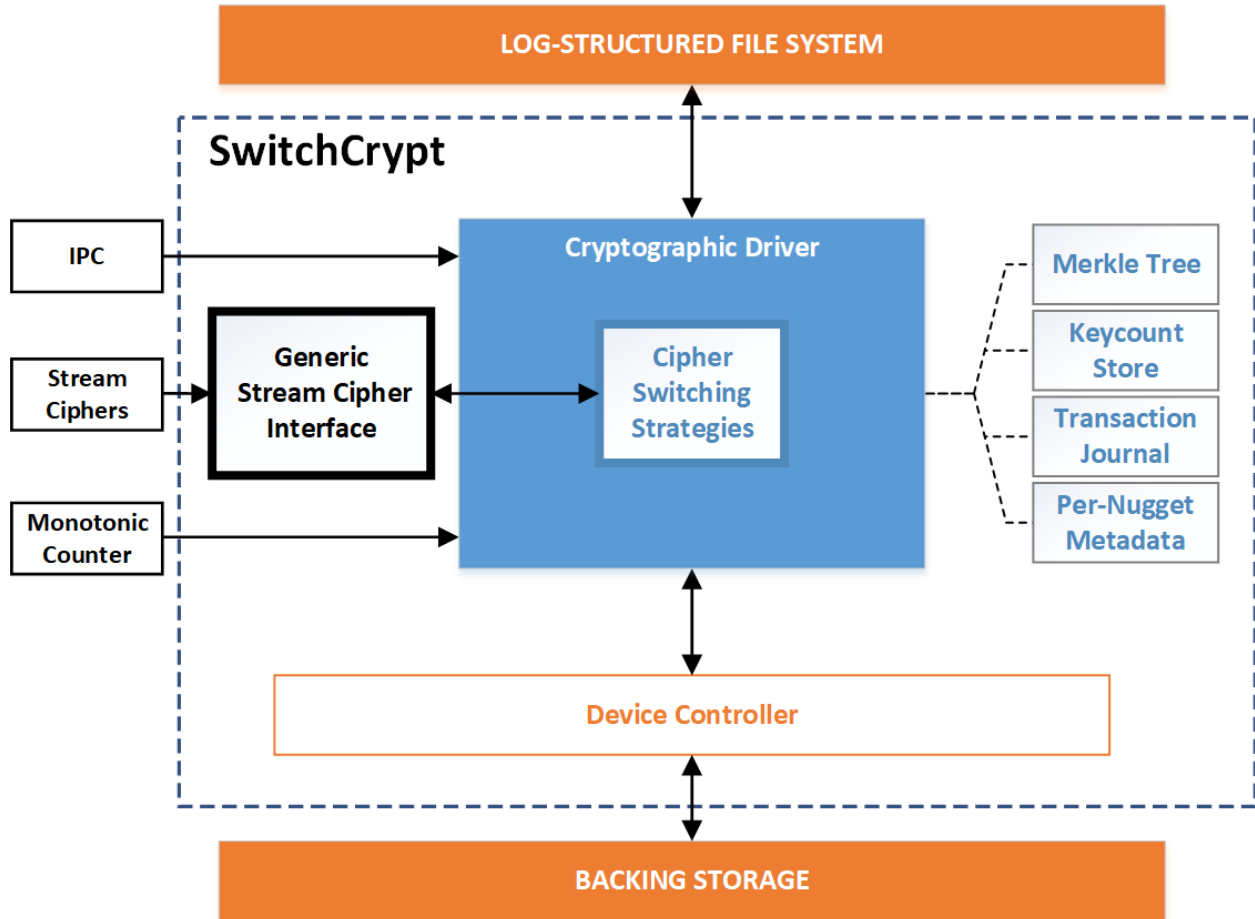 LOG-STRUCTURED FILE SYSTEM
SwitchCrypt
IPC
Cryptographic Driver
Merkle Tree
Generic
Stream Cipher
Interface
Cipher
Switching
Strategies
Keycount
Store
Stream
Ciphers
Transaction
Journal
Monotonic
Counter
Per-Nugget
Metadata
Device Controller
BACKING STORAGE